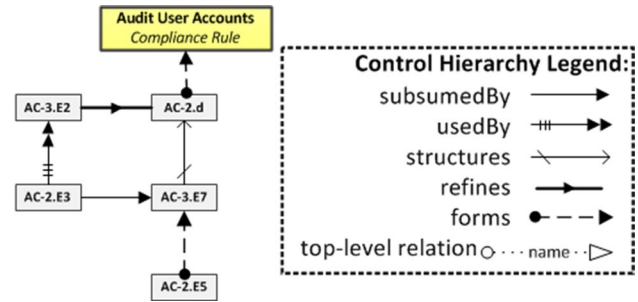 Audit User Accounts
Compliance Rule
AC-3.E2
AC-2.d
AC-2.E3
AC-3.E7
AC-2.E5
Control Hierarchy Legend:
subsumedBy
usedBy
structures
refines
forms
top-level relation
name